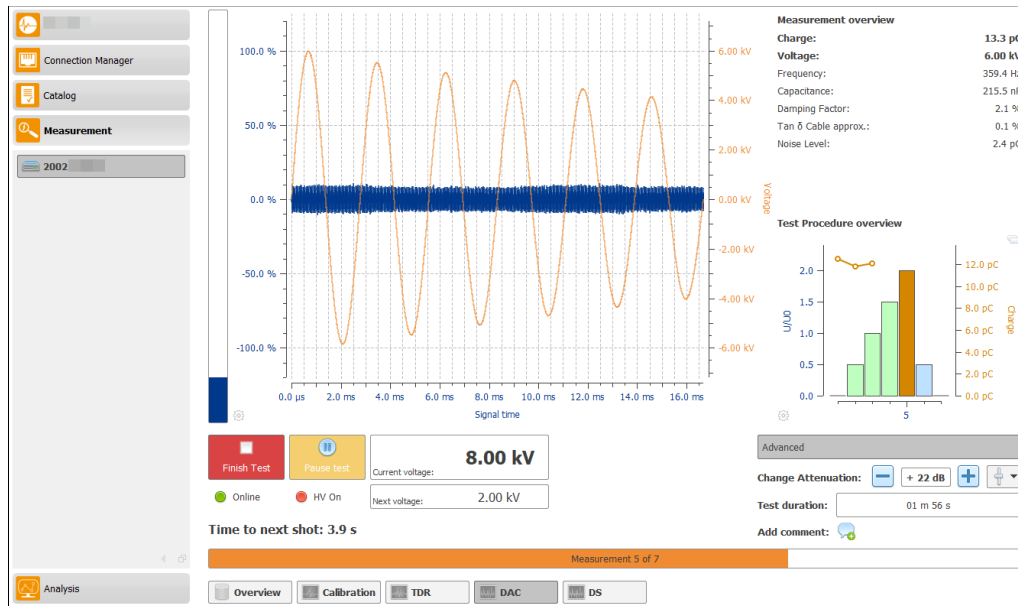 Connection Manager
Catalog
Measurement
2002
Analysis
100.0 %
50.0 %
0.0 %
-50.0 %
-100.0 %
6.00 kV
4.00 kV
2.00 kV
0.00 kV
-2.00 kV
-4.00 kV
-6.00 kV
Voltage
0.0 µs 2.0 ms 4.0 ms 6.0 ms 8.0 ms 10.0 ms 12.0 ms 14.0 ms 16.0 ms
Signal time
Measurement overview
Charge: 13.3 pC
Voltage: 6.00 kV
Frequency: 359.4 Hz
Capacitance: 215.5 nF
Damping Factor: 2.1 %
Tan δ Cable approx.: 0.1 %
Noise Level: 2.4 pC
Test Procedure overview
2.0
1.5
1.0
0.5
0.0
U/U0
12.0 pC
10.0 pC
8.0 pC
6.0 pC
4.0 pC
2.0 pC
0.0 pC
Charge
5
Finish Test
Pause test
Current voltage: 8.00 kV
Online
HV On
Next voltage: 2.00 kV
Time to next shot: 3.9 s
Advanced
Change Attenuation: + 22 dB
Test duration: 01 m 56 s
Add comment:
Measurement 5 of 7
Overview
Calibration
TDR
DAC
DS